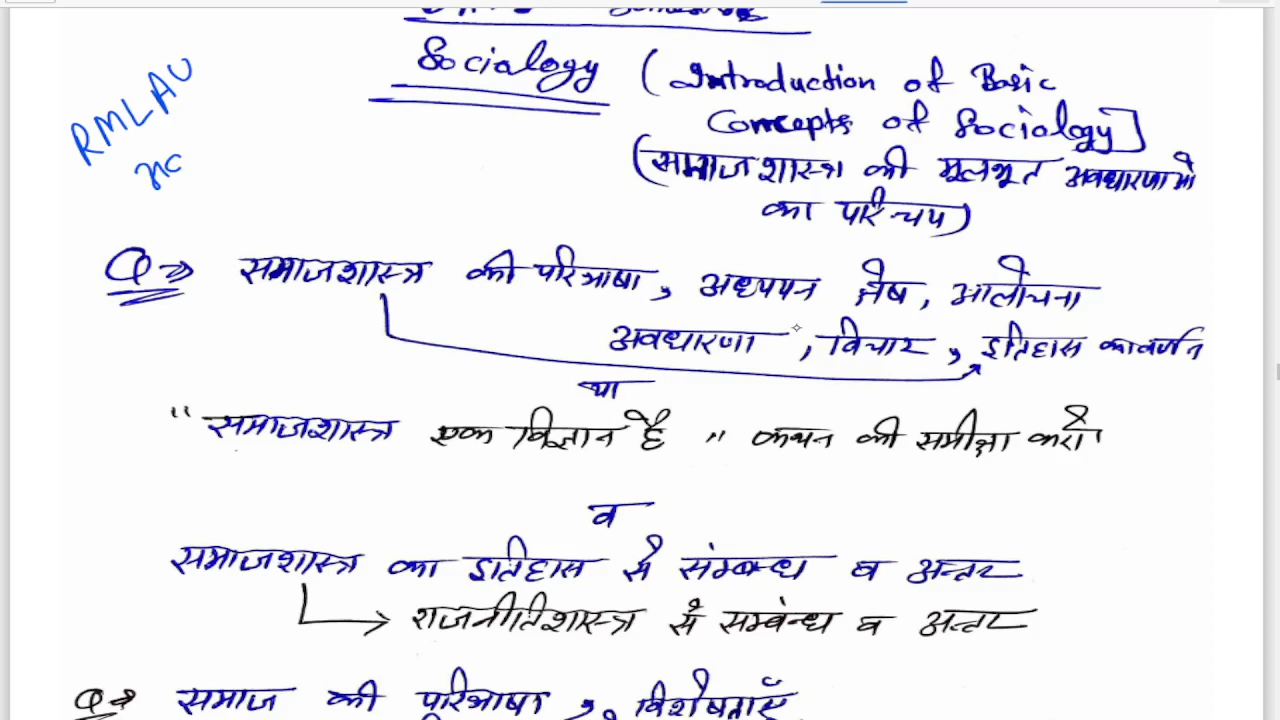 Sociology (Introduction of Basic
Concepts of Sociology]
(समाजशास्त्र की मूलभूत अवधारणाओ
का परिचय)
RMLAU
Q⇒ समाजशास्त्र की परिभाषा, अध्ययन क्षेत्र, आलोचना
अवधारणा, विचार, इतिहास का वर्णन
या
"समाजशास्त्र एक विज्ञान है" कथन की समीक्षा करो
व
समाजशास्त्र का इतिहास से संम्बन्ध व अन्तर
→ राजनीतिशास्त्र से सम्बंन्ध व अन्तर
Q⇒ समाज की परिभाषा, विशेषताएँ